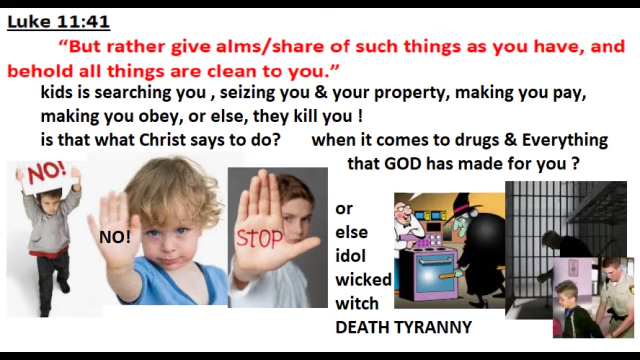 Luke 11:41
“But rather give alms/share of such things as you have, and
behold all things are clean to you.”
kids is searching you , seizing you & your property, making you pay,
making you obey, or else, they kill you !
is that what Christ says to do? when it comes to drugs & Everything
that GOD has made for you ?
NO!
NO!
STOP
or
else
idol
wicked
witch
DEATH TYRANNY